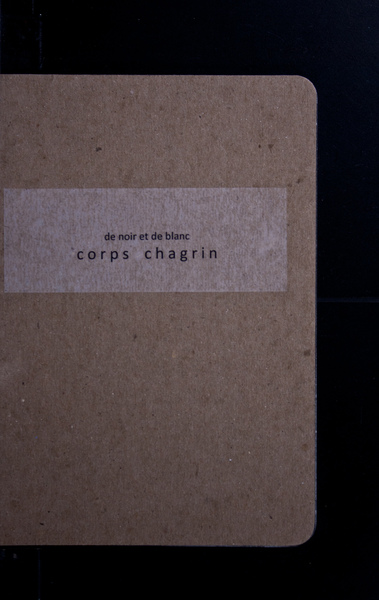 de noir et de blanc
corps chagrin